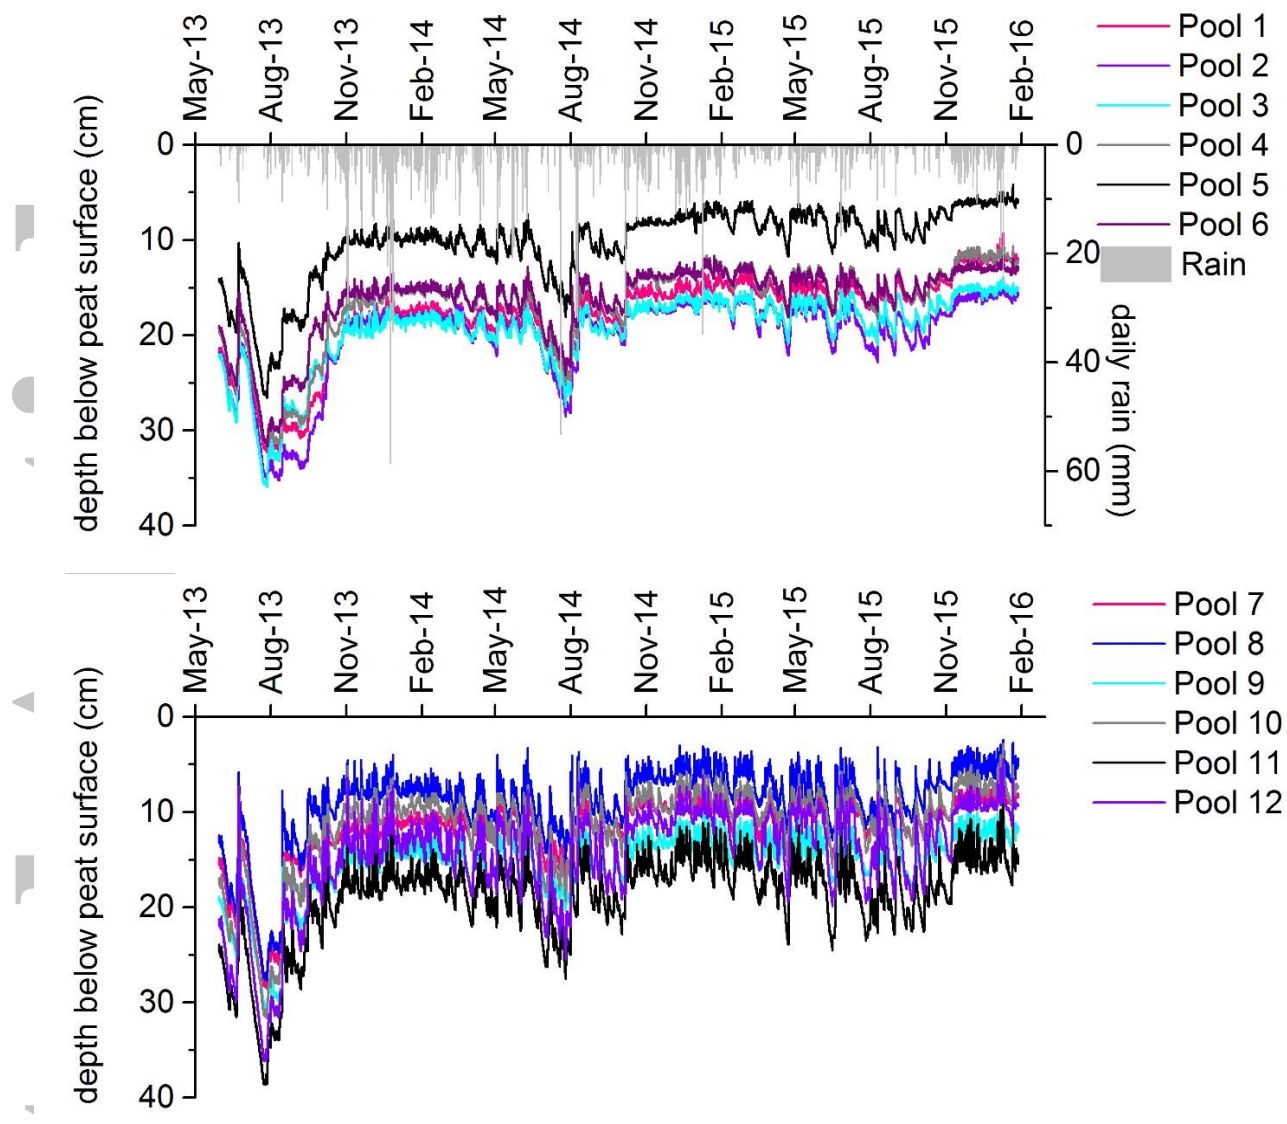 May-13
Aug-13
Nov-13
Feb-14
May-14
Aug-14
Nov-14
Feb-15
May-15
Aug-15
Nov-15
Feb-16
Pool 1
Pool 2
Pool 3
Pool 4
Pool 5
Pool 6
Rain
depth below peat surface (cm)
0
10
20
30
40
0
20
40
60
daily rain (mm)
May-13
Aug-13
Nov-13
Feb-14
May-14
Aug-14
Nov-14
Feb-15
May-15
Aug-15
Nov-15
Feb-16
Pool 7
Pool 8
Pool 9
Pool 10
Pool 11
Pool 12
depth below peat surface (cm)
0
10
20
30
40